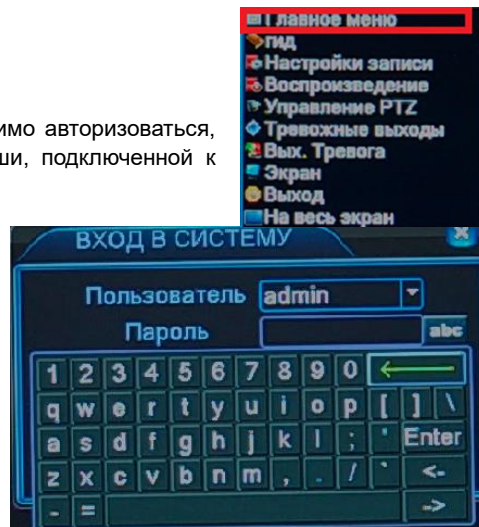 Главное меню
гид
Настройки записи
Воспроизведение
Управление PTZ
Тревожные выходы
Вых. Тревога
Экран
Выход
На весь экран
имо авторизоваться,
ши, подключенной к
ВХОД В СИСТЕМУ
Пользователь admin
Пароль abc
1 2 3 4 5 6 7 8 9 0 ←
q w e r t y u i o p [ ] \
a s d f g h j k l ; ' Enter
z x c v b n m , . / ` <-
- = ->